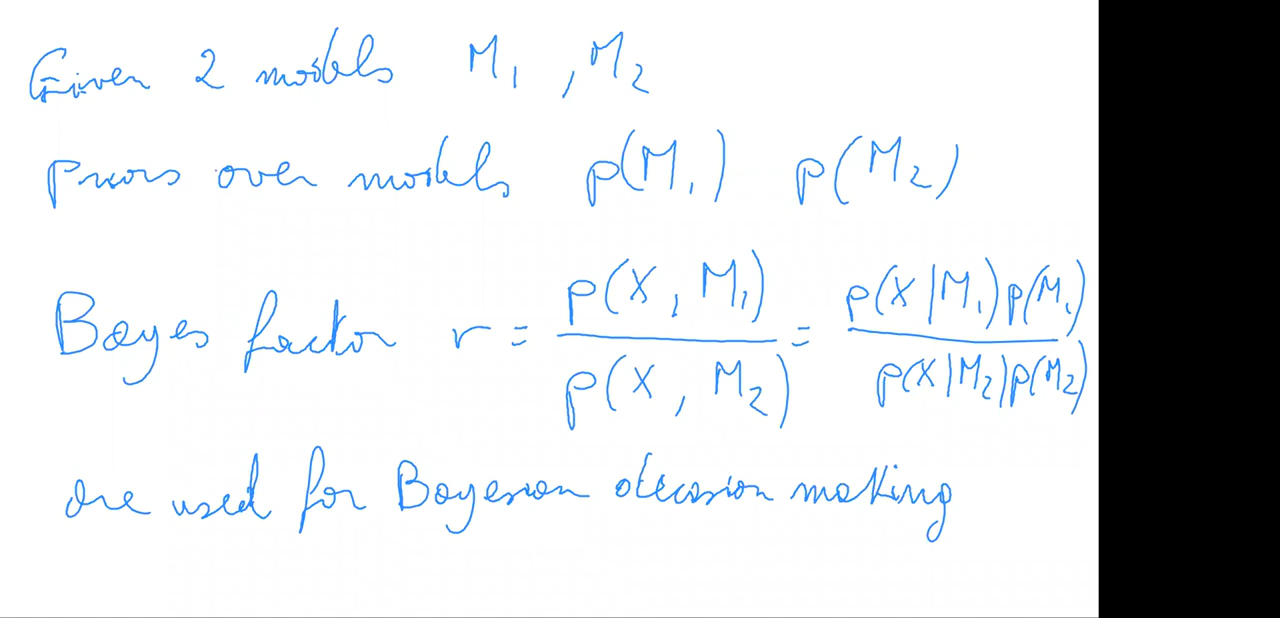 Given 2 models M₁ , M₂
priors over models p(M₁) p(M₂)
Bayes factor r = p(X , M₁) / p(X , M₂) = p(X|M₁)p(M₁) / p(X|M₂)p(M₂)
are used for Bayesian decision making